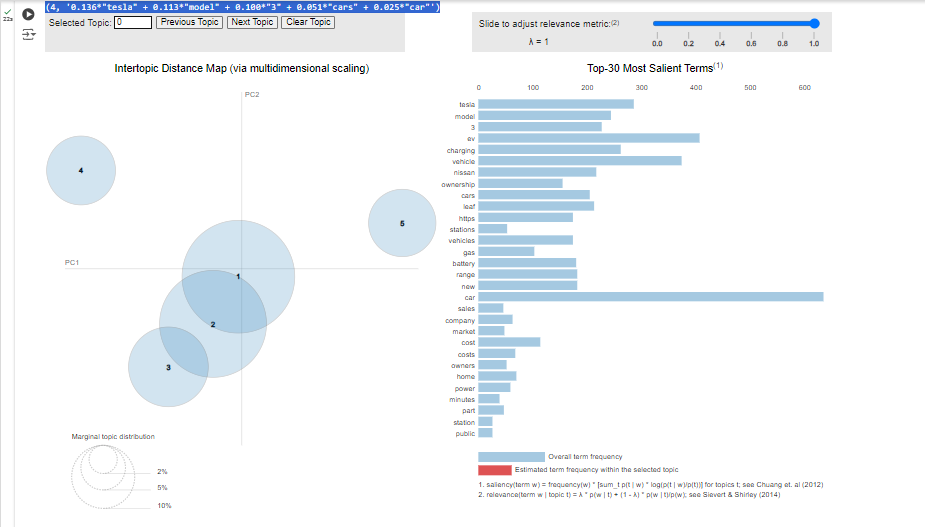 (4, '0.136*"tesla" + 0.113*"model" + 0.100*"3" + 0.051*"cars" + 0.025*"car"')
22s
Selected Topic: 0 Previous Topic Next Topic Clear Topic
Slide to adjust relevance metric:(2)
λ = 1
0.0 0.2 0.4 0.6 0.8 1.0
Intertopic Distance Map (via multidimensional scaling)
PC2
PC1
4
5
1
2
3
Marginal topic distribution
2%
5%
10%
Top-30 Most Salient Terms(1)
0 100 200 300 400 500 600
tesla
model
3
ev
charging
vehicle
nissan
ownership
cars
leaf
https
stations
vehicles
gas
battery
range
new
car
sales
company
market
cost
costs
owners
home
power
minutes
part
station
public
Overall term frequency
Estimated term frequency within the selected topic
1. saliency(term w) = frequency(w) * [sum_t p(t | w) * log(p(t | w)/p(t))] for topics t; see Chuang et. al (2012)
2. relevance(term w | topic t) = λ * p(w | t) + (1 - λ) * p(w | t)/p(w); see Sievert & Shirley (2014)